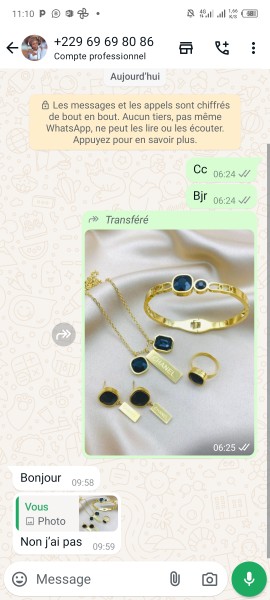 11:10
4G
1,66
K/S
+229 69 69 80 86
Compte professionnel
Aujourd'hui
Les messages et les appels sont chiffrés
de bout en bout. Aucun tiers, pas même
WhatsApp, ne peut les lire ou les écouter.
Appuyez pour en savoir plus.
Cc
06:24
Bjr
06:24
Transféré
06:25
Bonjour
09:58
Vous
Photo
Non j'ai pas
09:59
Message